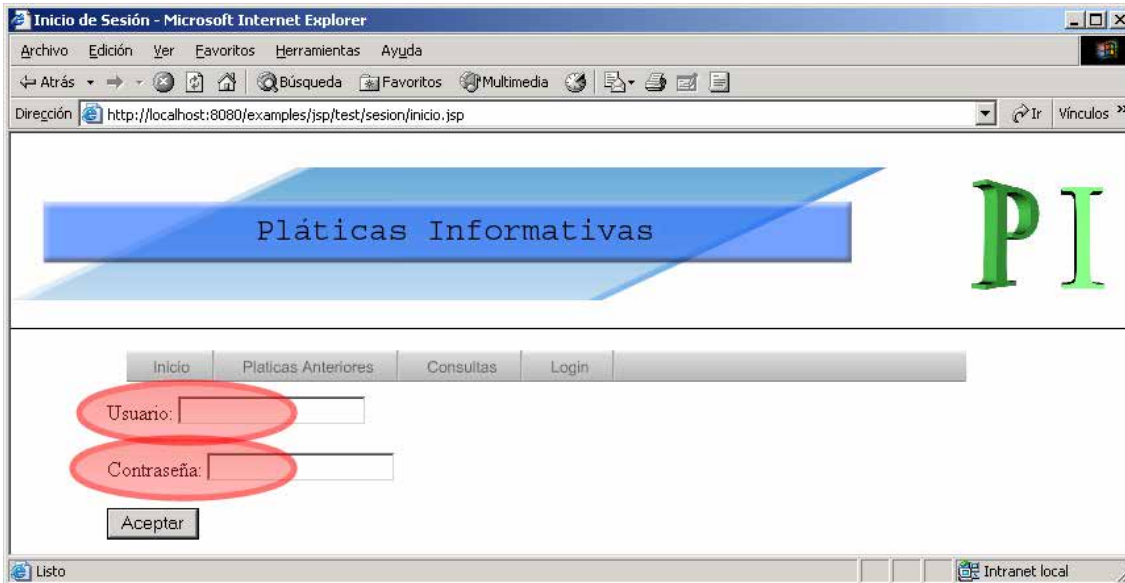 Inicio de Sesión - Microsoft Internet Explorer
Archivo Edición Ver Favoritos Herramientas Ayuda
Atrás Búsqueda Favoritos Multimedia
Dirección http://localhost:8080/examples/jsp/test/sesion/inicio.jsp Ir Vínculos »
Pláticas Informativas
PI
Inicio Platicas Anteriores Consultas Login
Usuario:
Contraseña:
Aceptar
Listo Intranet local